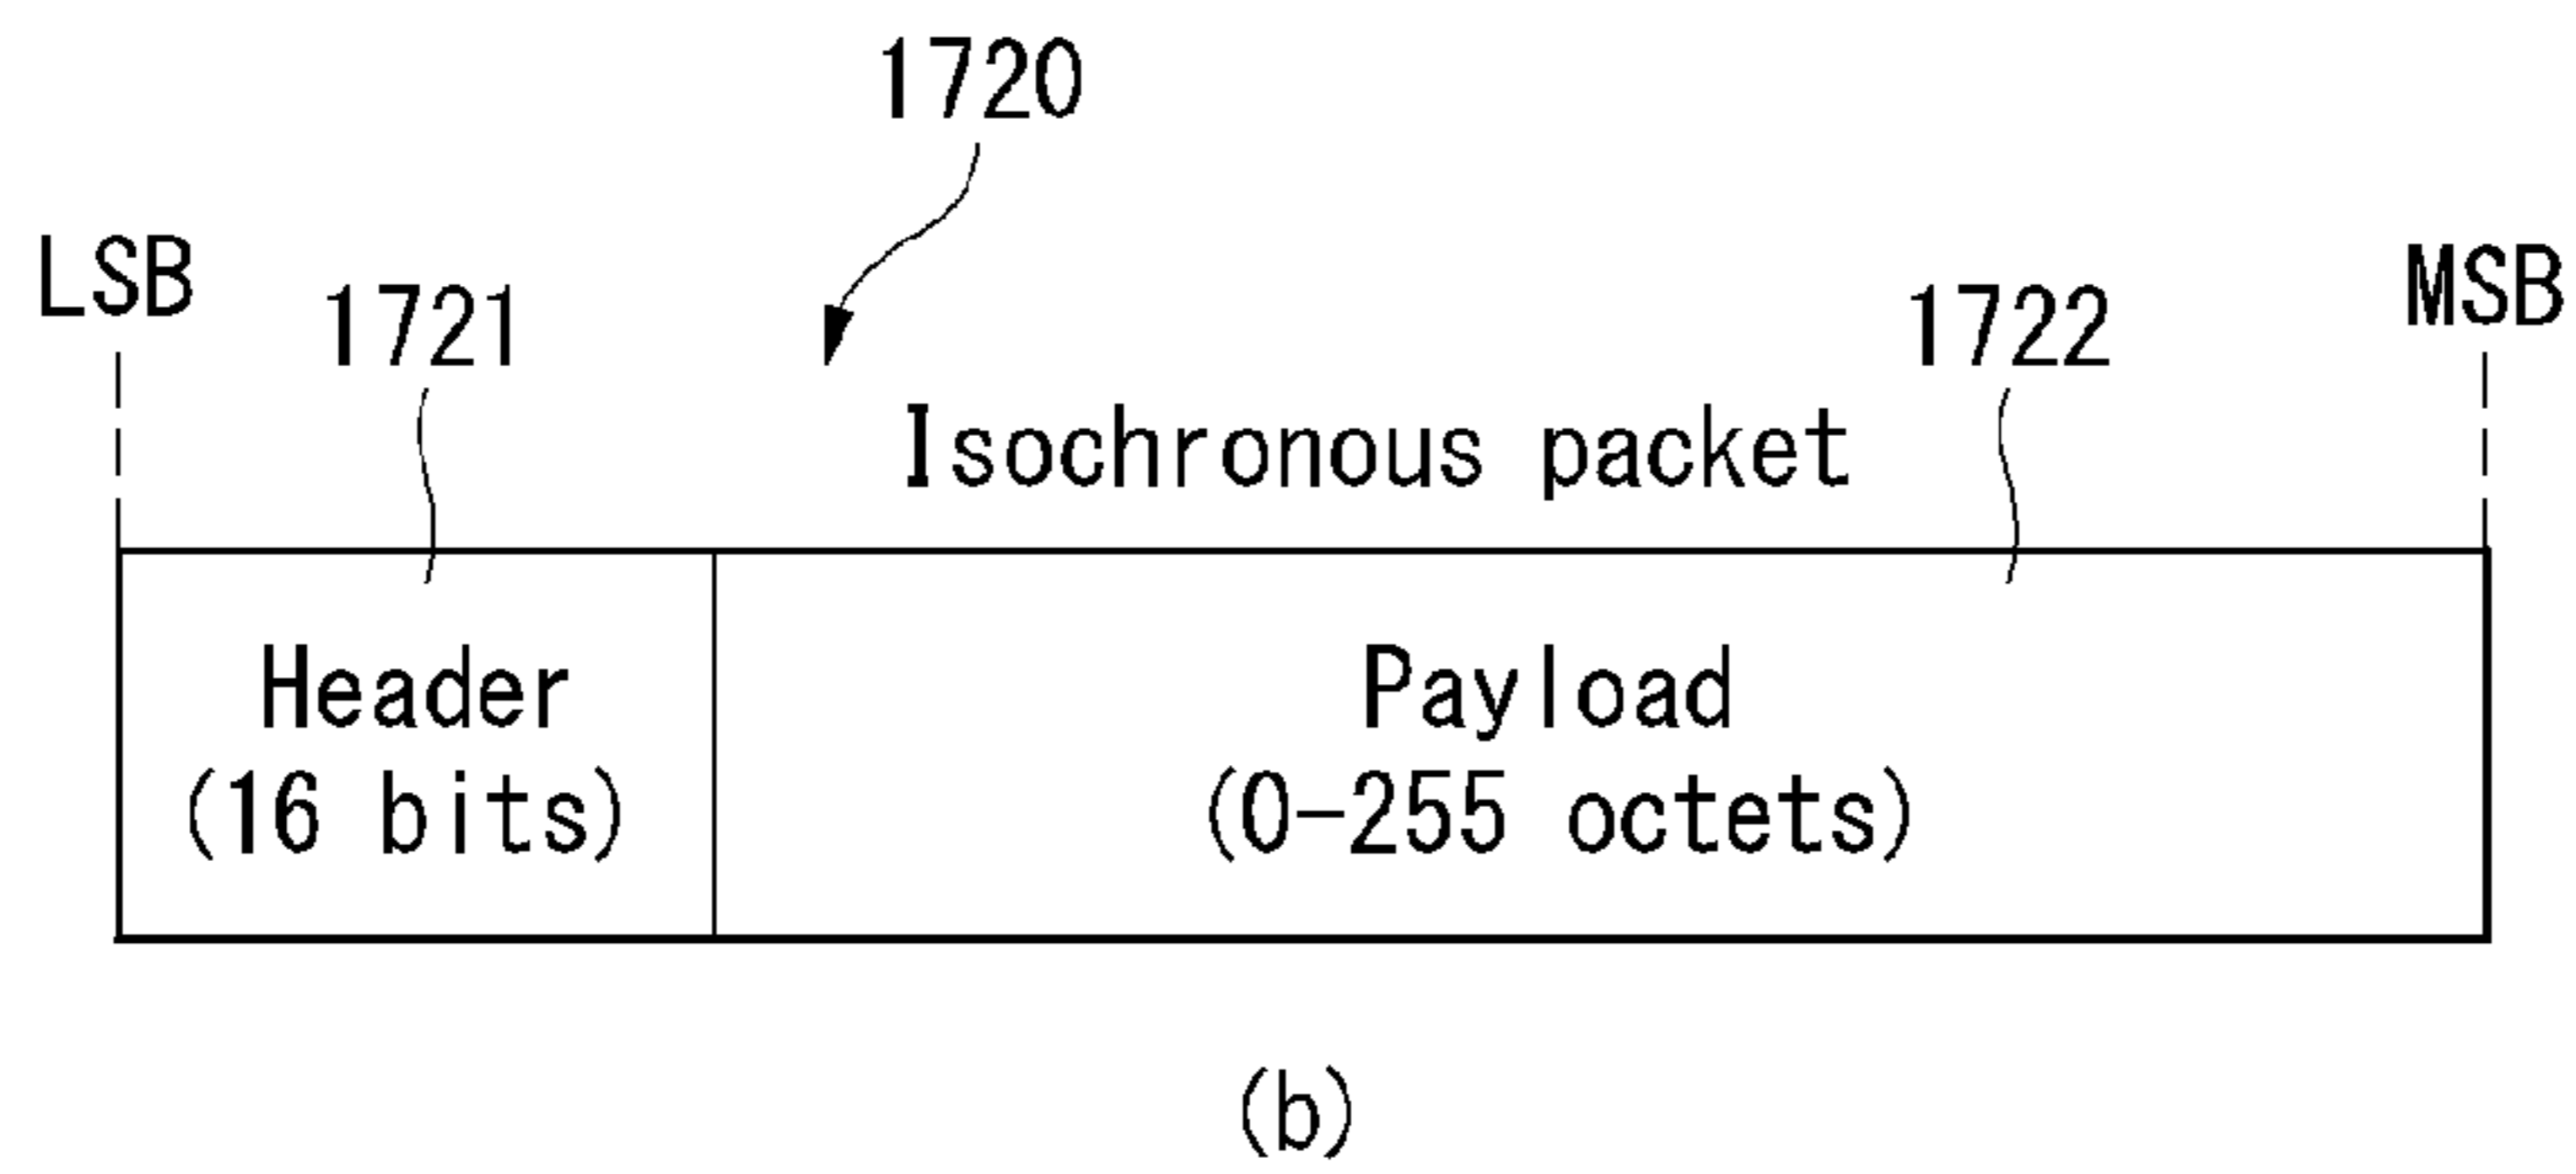 1720
LSB
MSB
1721
1722
Isochronous packet
Header
(16 bits)
Payload
(0-255 octets)
(b)